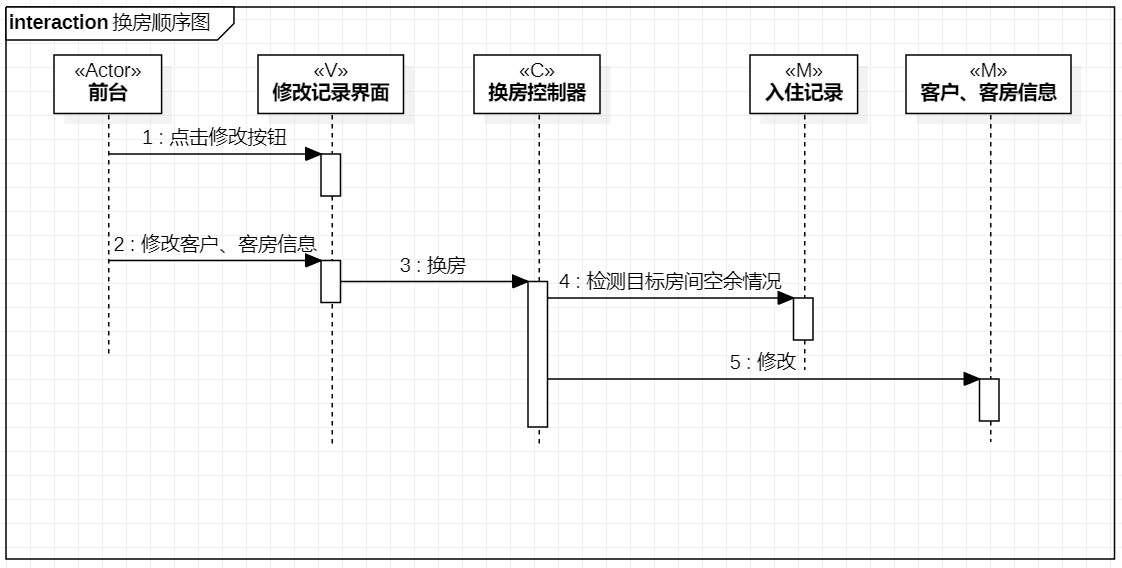 interaction 换房顺序图
«Actor»
前台
«V»
修改记录界面
«C»
换房控制器
«M»
入住记录
«M»
客户、客房信息
1 : 点击修改按钮
2 : 修改客户、客房信息
3 : 换房
4 : 检测目标房间空余情况
5 : 修改